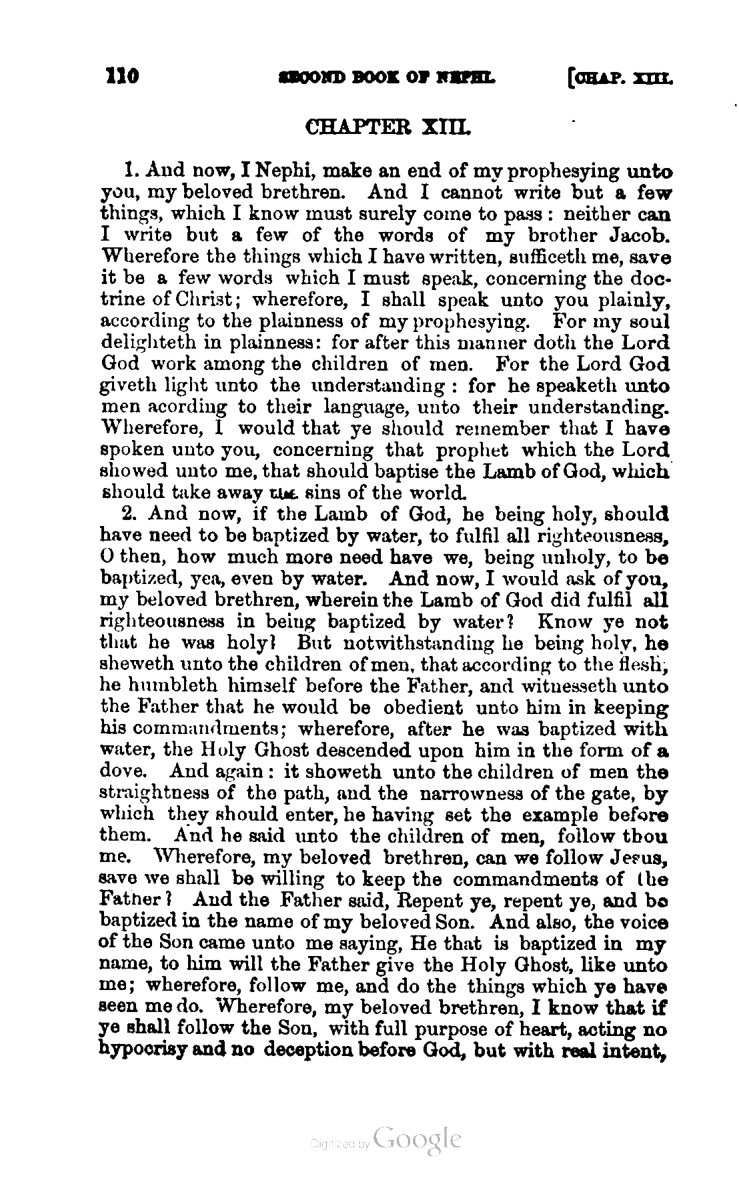 110 SECOND BOOK OF NEPHI. [CHAP. XIII.
CHAPTER XIII.
1. And now, I Nephi, make an end of my prophesying unto
you, my beloved brethren. And I cannot write but a few
things, which I know must surely come to pass : neither can
I write but a few of the words of my brother Jacob.
Wherefore the things which I have written, sufficeth me, save
it be a few words which I must speak, concerning the doc-
trine of Christ; wherefore, I shall speak unto you plainly,
according to the plainness of my prophesying. For my soul
delighteth in plainness: for after this manner doth the Lord
God work among the children of men. For the Lord God
giveth light unto the understanding : for he speaketh unto
men acording to their language, unto their understanding.
Wherefore, I would that ye should remember that I have
spoken unto you, concerning that prophet which the Lord
showed unto me, that should baptise the Lamb of God, which
should take away the sins of the world.
2. And now, if the Lamb of God, he being holy, should
have need to be baptized by water, to fulfil all righteousness,
O then, how much more need have we, being unholy, to be
baptized, yea, even by water. And now, I would ask of you,
my beloved brethren, wherein the Lamb of God did fulfil all
righteousness in being baptized by water? Know ye not
that he was holy? But notwithstanding he being holy, he
sheweth unto the children of men, that according to the flesh,
he humbleth himself before the Father, and witnesseth unto
the Father that he would be obedient unto him in keeping
his commandments; wherefore, after he was baptized with
water, the Holy Ghost descended upon him in the form of a
dove. And again : it showeth unto the children of men the
straightness of the path, and the narrowness of the gate, by
which they should enter, he having set the example before
them. And he said unto the children of men, follow thou
me. Wherefore, my beloved brethren, can we follow Jesus,
save we shall be willing to keep the commandments of the
Father? And the Father said, Repent ye, repent ye, and be
baptized in the name of my beloved Son. And also, the voice
of the Son came unto me saying, He that is baptized in my
name, to him will the Father give the Holy Ghost, like unto
me; wherefore, follow me, and do the things which ye have
seen me do. Wherefore, my beloved brethren, I know that if
ye shall follow the Son, with full purpose of heart, acting no
hypocrisy and no deception before God, but with real intent,
Digitized by Google